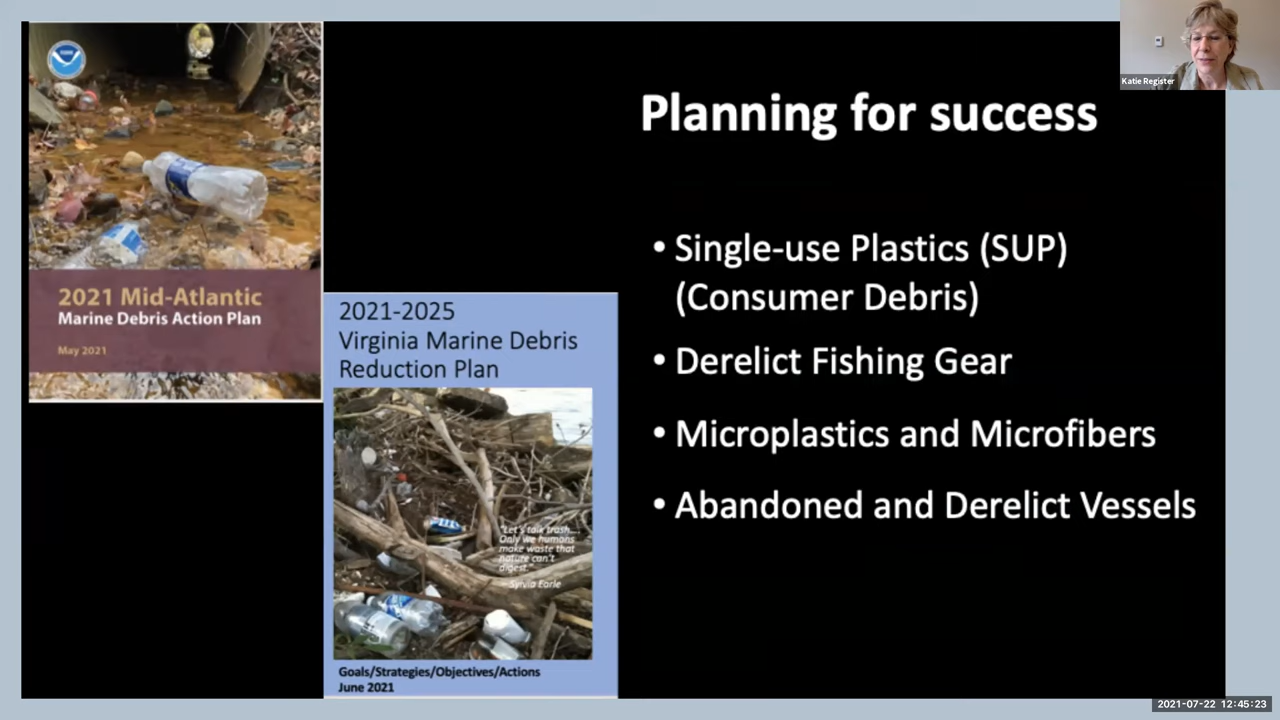 2021 Mid-Atlantic
Marine Debris Action Plan
May 2021
2021-2025
Virginia Marine Debris
Reduction Plan
"Let's talk trash....
Only we humans
make waste that
nature can't
digest."
- Sylvia Earle
Goals/Strategies/Objectives/Actions
June 2021
Planning for success
• Single-use Plastics (SUP)
(Consumer Debris)
• Derelict Fishing Gear
• Microplastics and Microfibers
• Abandoned and Derelict Vessels
Katie Register
2021-07-22 12:45:23